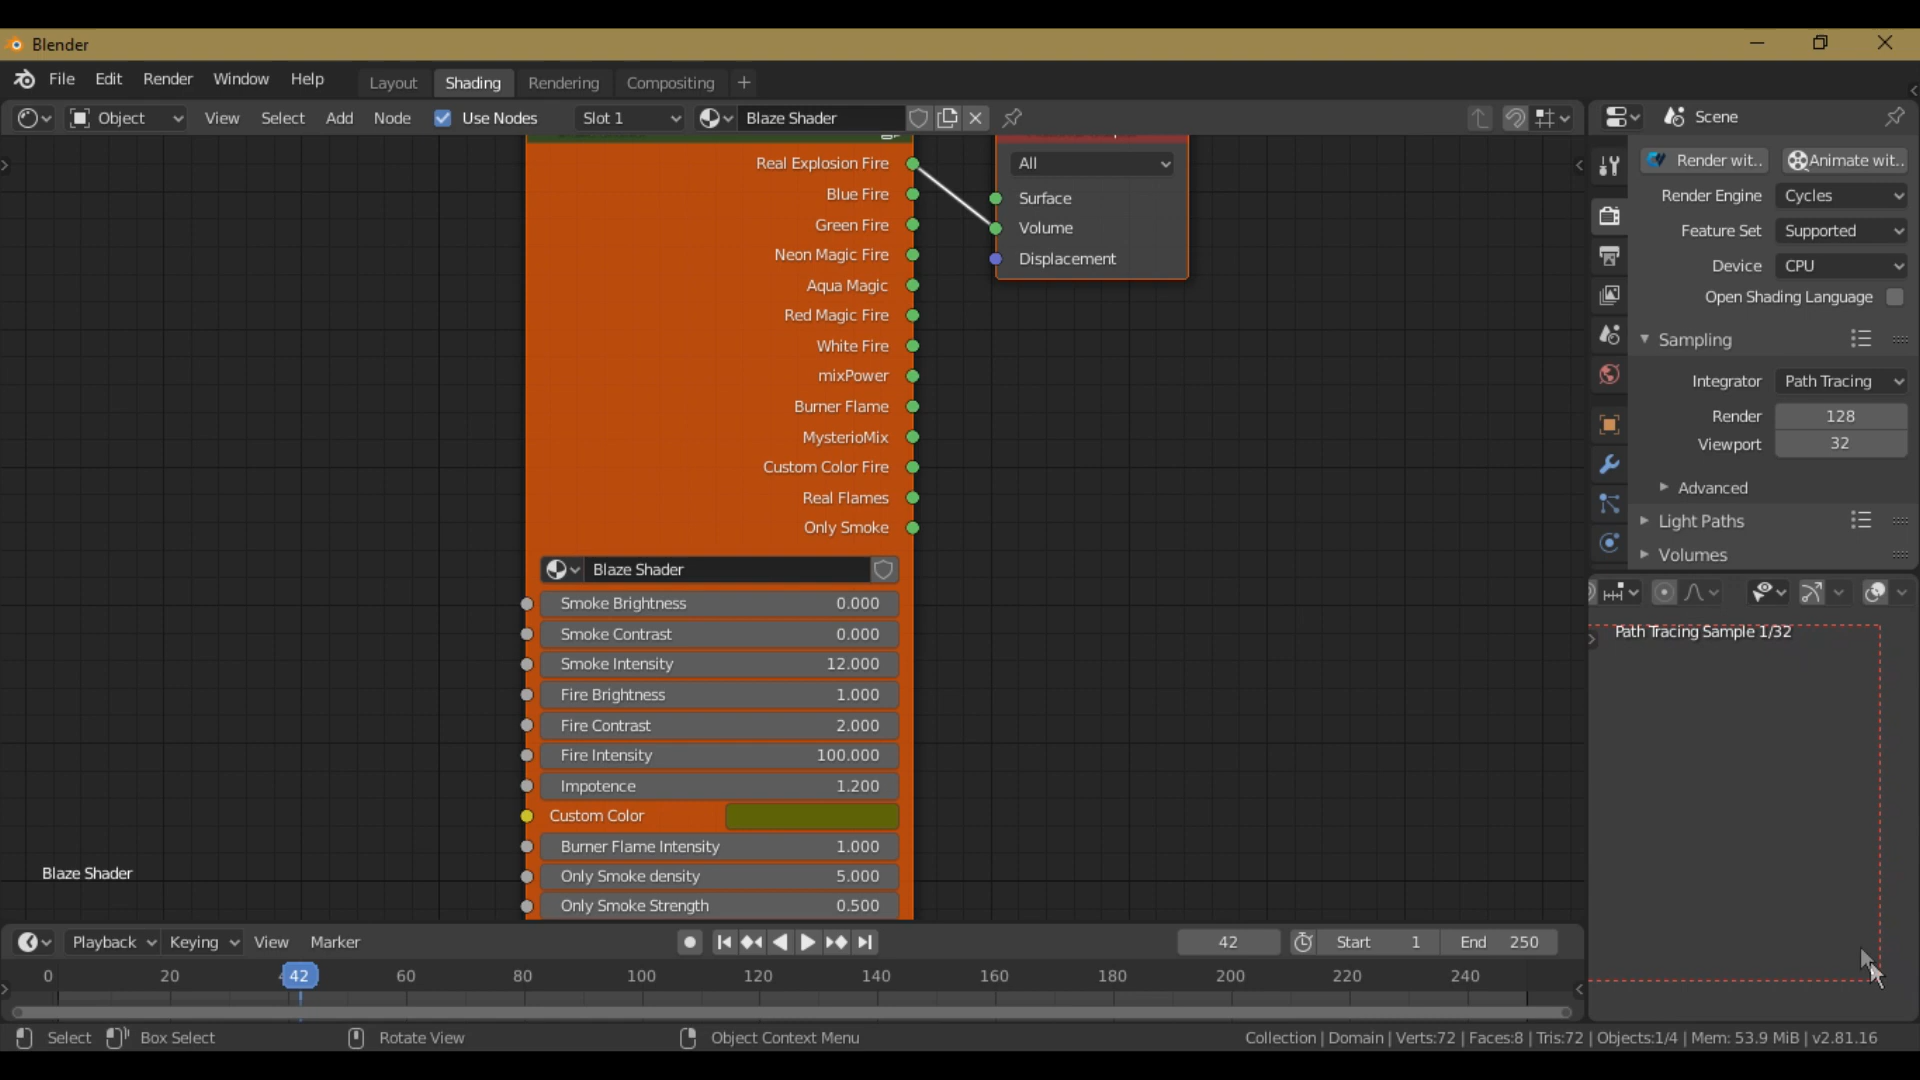 Blender
File Edit Render Window Help Layout Shading Rendering Compositing +
Object View Select Add Node Use Nodes Slot 1 Blaze Shader Scene
Real Explosion Fire
Blue Fire
Green Fire
Neon Magic Fire
Aqua Magic
Red Magic Fire
White Fire
mixPower
Burner Flame
MysterioMix
Custom Color Fire
Real Flames
Only Smoke
Blaze Shader
Smoke Brightness 0.000
Smoke Contrast 0.000
Smoke Intensity 12.000
Fire Brightness 1.000
Fire Contrast 2.000
Fire Intensity 100.000
Impotence 1.200
Custom Color
Burner Flame Intensity 1.000
Only Smoke density 5.000
Only Smoke Strength 0.500
All
Surface
Volume
Displacement
Blaze Shader
Render wit.. Animate wit..
Render Engine Cycles
Feature Set Supported
Device CPU
Open Shading Language
Sampling
Integrator Path Tracing
Render 128
Viewport 32
Advanced
Light Paths
Volumes
Path Tracing Sample 1/32
Playback Keying View Marker 42 Start 1 End 250
0 20 42 60 80 100 120 140 160 180 200 220 240
Select Box Select Rotate View Object Context Menu Collection | Domain | Verts:72 | Faces:8 | Tris:72 | Objects:1/4 | Mem: 53.9 MiB | v2.81.16